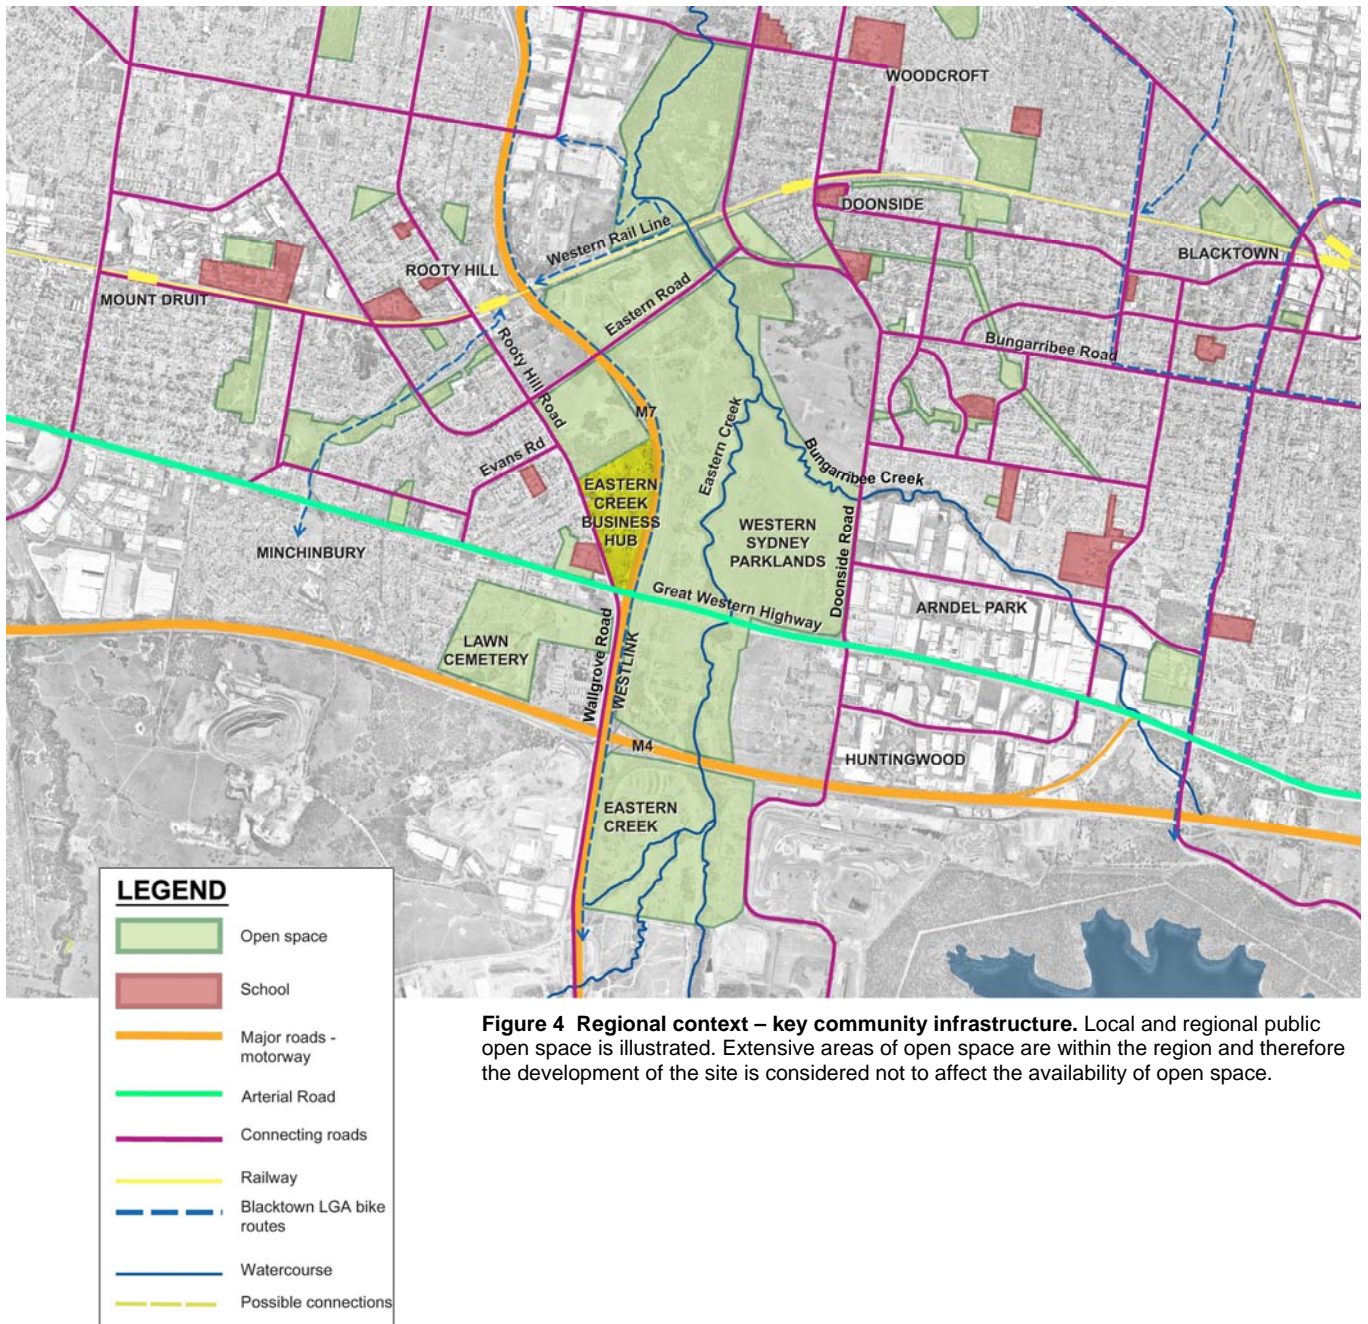 WOODCROFT
DOONSIDE
BLACKTOWN
Western Rail Line
ROOTY HILL
MOUNT DRUIT
Eastern Road
Rooty Hill Road
Bungarribee Road
M7
Evans Rd
Eastern Creek
Bungarribee Creek
EASTERN
CREEK
BUSINESS
HUB
WESTERN
SYDNEY
PARKLANDS
Doonside Road
MINCHINBURY
Great Western Highway
ARNDEL PARK
LAWN
CEMETERY
Wallgrove Road
WESTLINK
M4
HUNTINGWOOD
EASTERN
CREEK
LEGEND
Open space
School
Major roads -
motorway
Arterial Road
Connecting roads
Railway
Blacktown LGA bike
routes
Watercourse
Possible connections
Figure 4 Regional context – key community infrastructure. Local and regional public
open space is illustrated. Extensive areas of open space are within the region and therefore
the development of the site is considered not to affect the availability of open space.